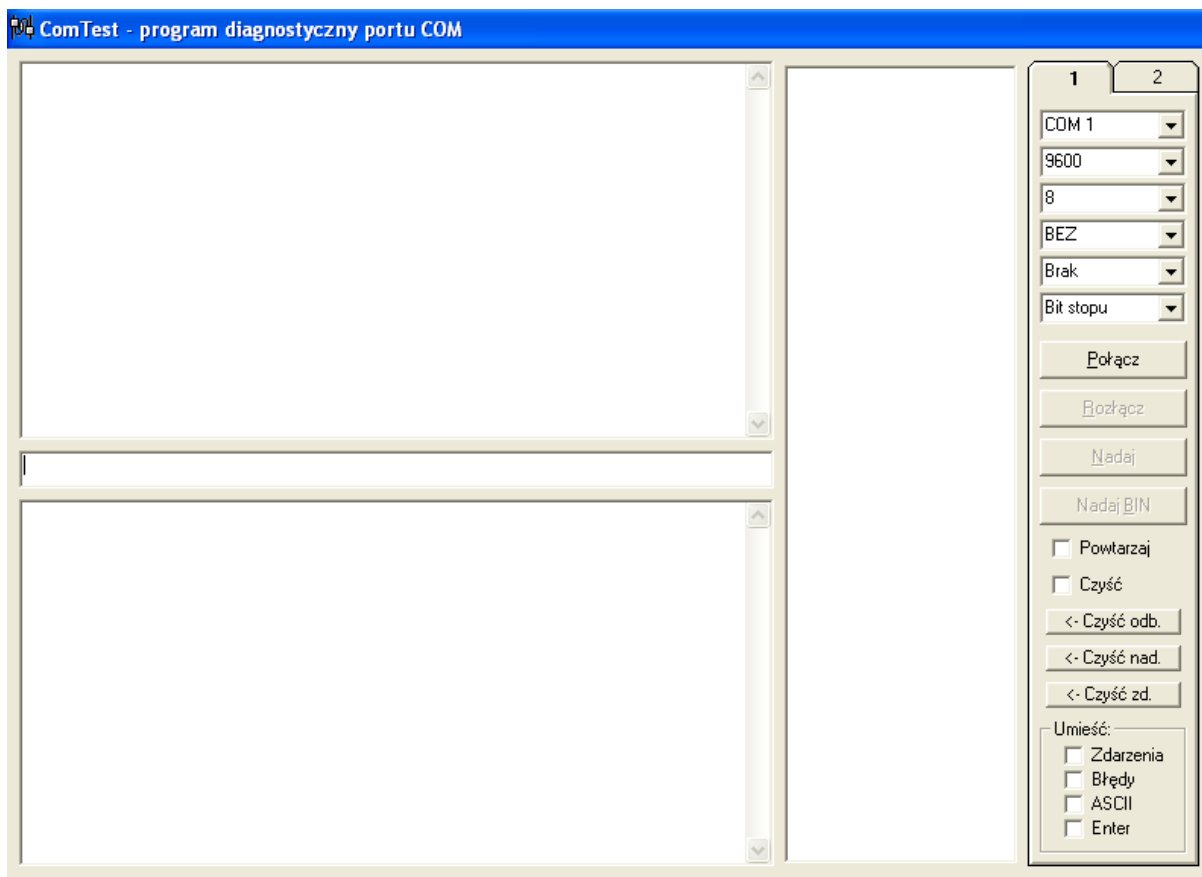 ComTest - program diagnostyczny portu COM
1 2
COM 1
9600
8
BEZ
Brak
Bit stopu
Połącz
Rozłącz
Nadaj
Nadaj BIN
Powtarzaj
Czyść
<- Czyść odb.
<- Czyść nad.
<- Czyść zd.
Umieść:
Zdarzenia
Błędy
ASCII
Enter